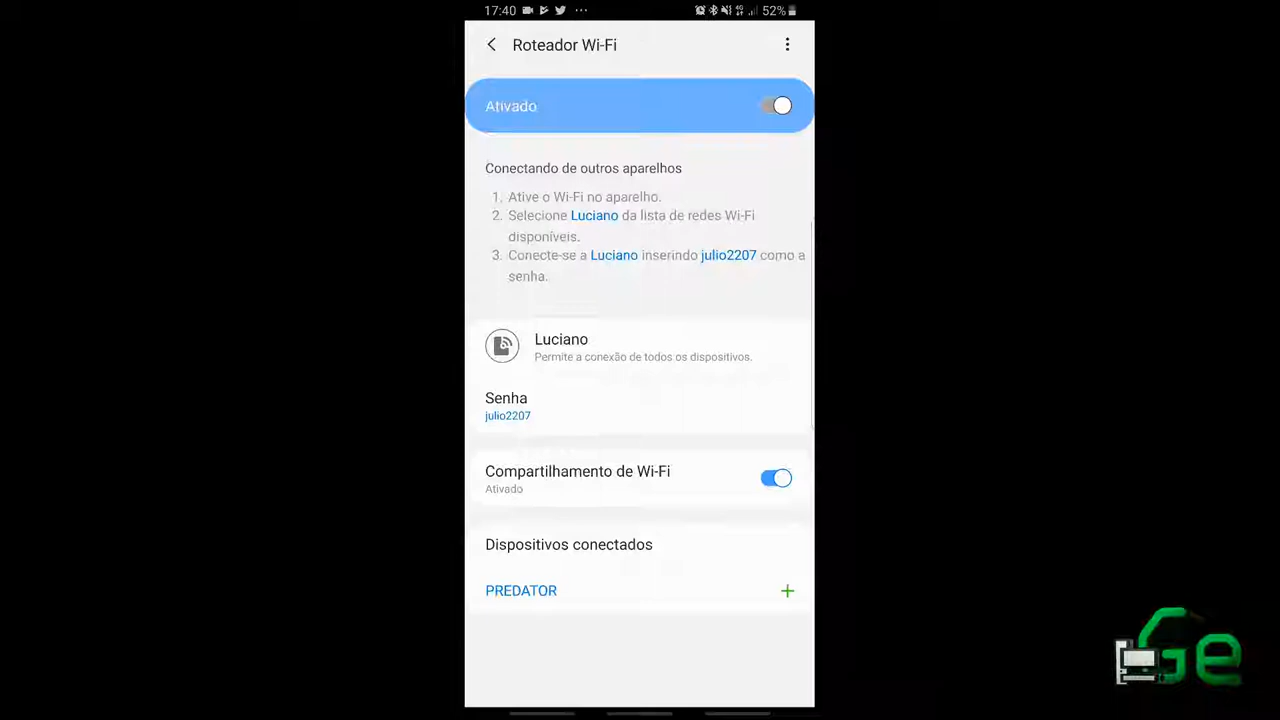 17:40 ... 4G 52%
Roteador Wi-Fi
Ativado
Conectando de outros aparelhos
1. Ative o Wi-Fi no aparelho.
2. Selecione Luciano da lista de redes Wi-Fi
disponíveis.
3. Conecte-se a Luciano inserindo julio2207 como a
senha.
Luciano
Permite a conexão de todos os dispositivos.
Senha
julio2207
Compartilhamento de Wi-Fi
Ativado
Dispositivos conectados
PREDATOR +
Ge